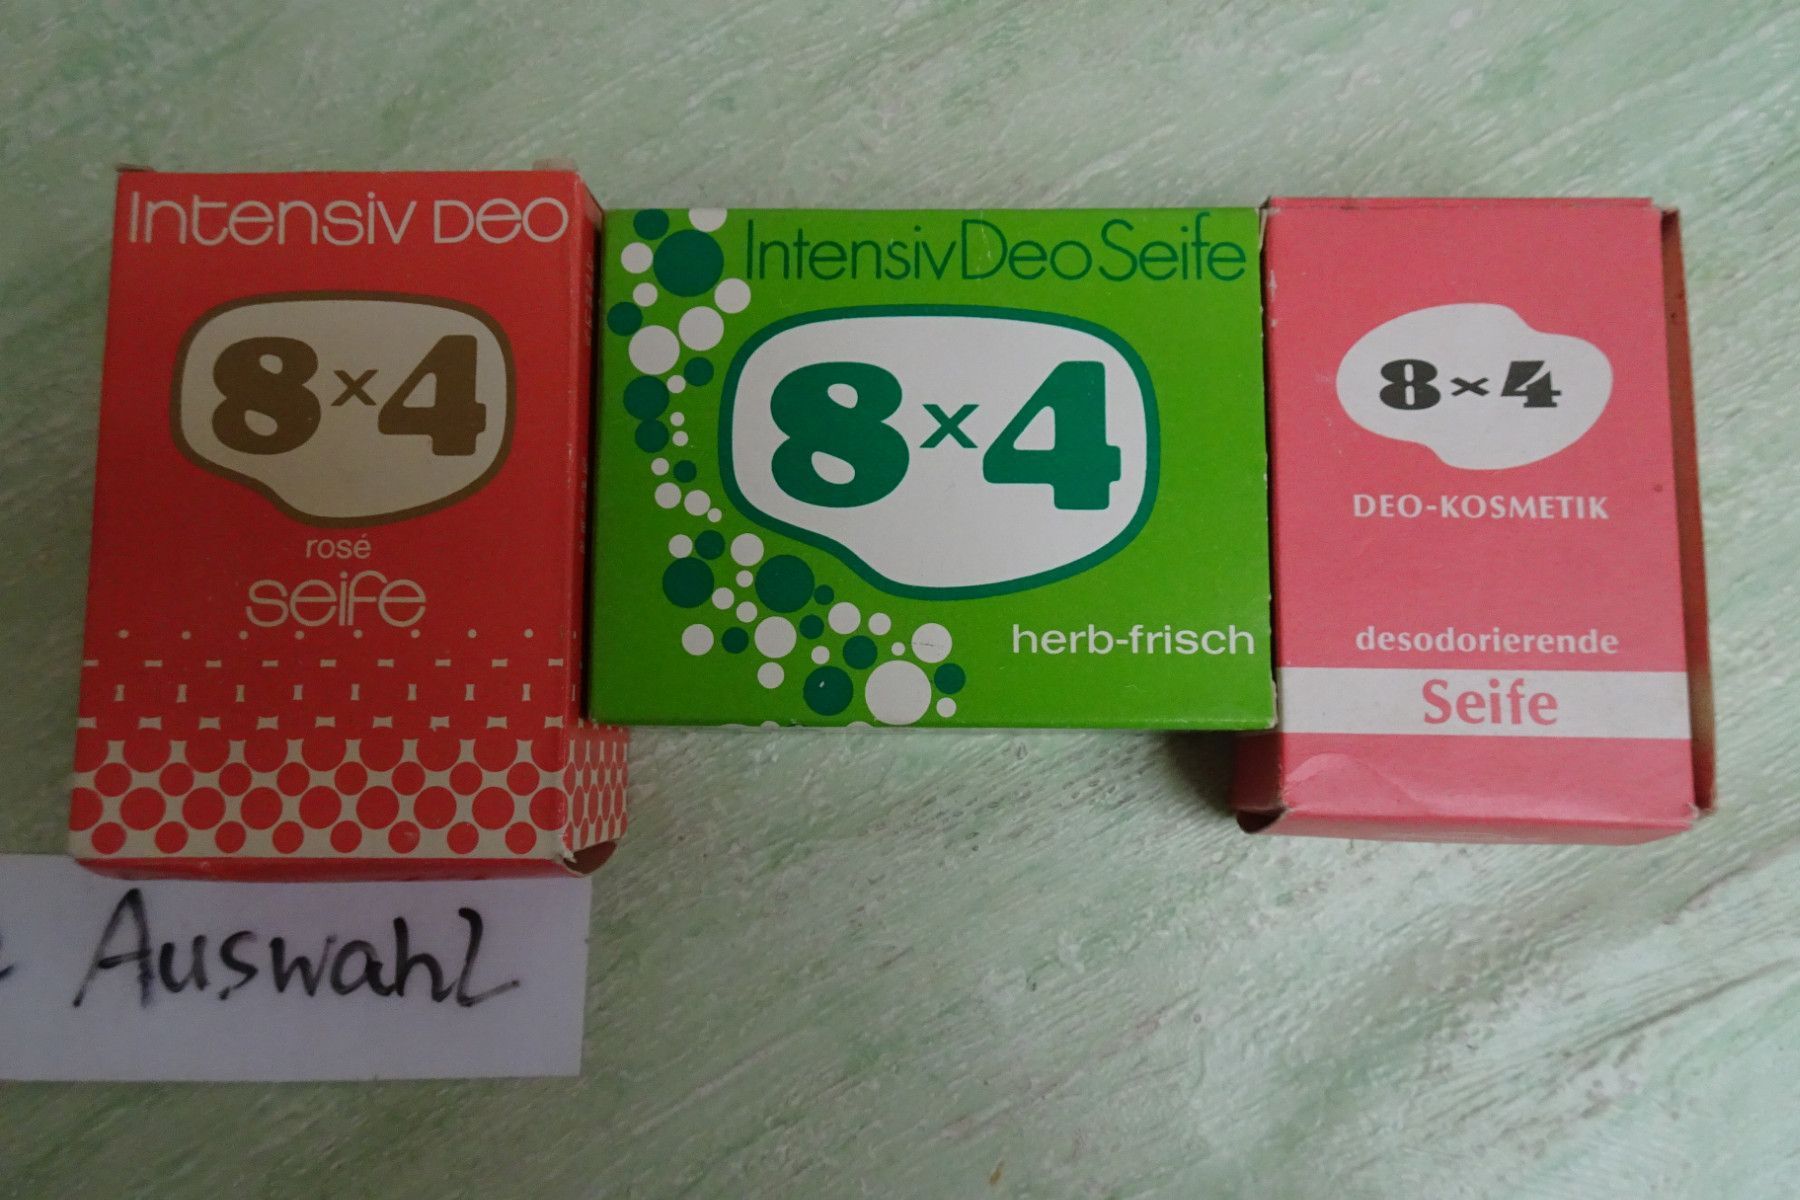 Intensiv DEO
8x4
rosé
seife
IntensivDeoSeife
8x4
herb-frisch
8x4
DEO-KOSMETIK
desodorierende
Seife
Auswahl